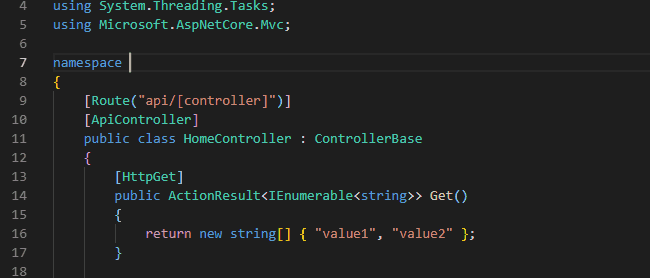 4 using System.Threading.Tasks;
5 using Microsoft.AspNetCore.Mvc;
6
7 namespace
8 {
9 [Route("api/[controller]")]
10 [ApiController]
11 public class HomeController : ControllerBase
12 {
13 [HttpGet]
14 public ActionResult<IEnumerable<string>> Get()
15 {
16 return new string[] { "value1", "value2" };
17 }
18